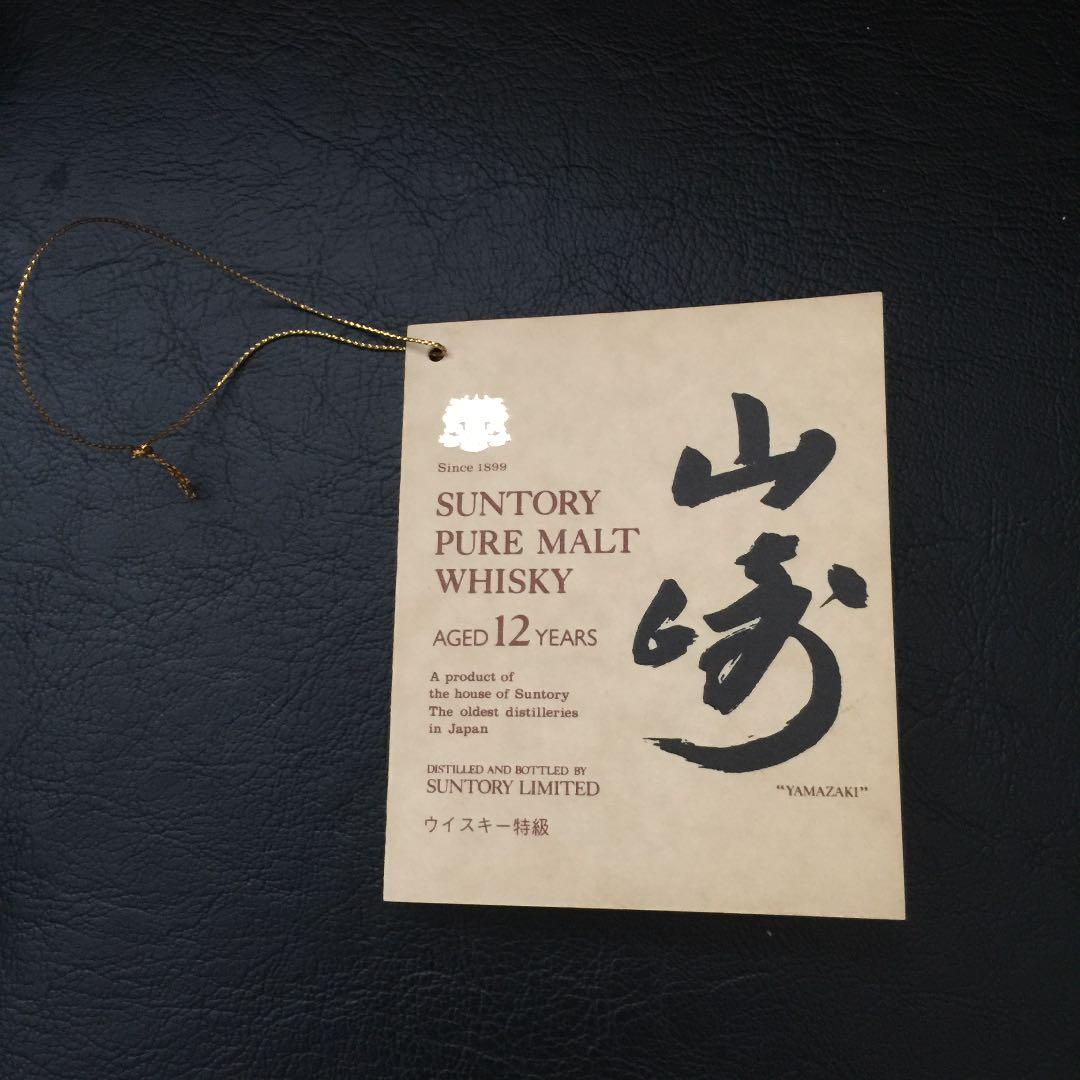 Since 1899
SUNTORY
PURE MALT
WHISKY
AGED 12 YEARS
A product of
the house of Suntory
The oldest distilleries
in Japan
DISTILLED AND BOTTLED BY
SUNTORY LIMITED
ウイスキー特級
山崎
"YAMAZAKI"